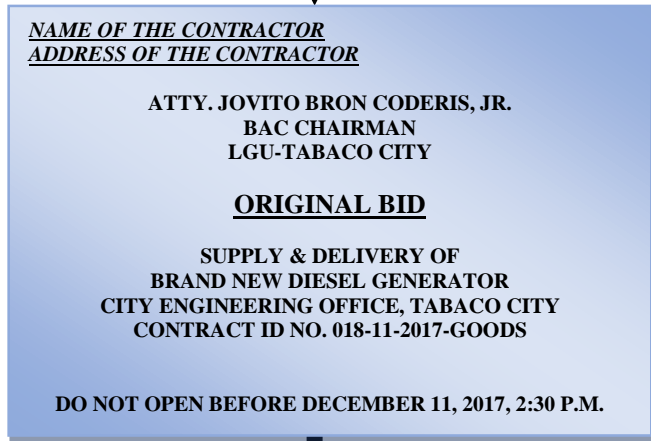 NAME OF THE CONTRACTOR
ADDRESS OF THE CONTRACTOR
ATTY. JOVITO BRON CODERIS, JR.
BAC CHAIRMAN
LGU-TABACO CITY
ORIGINAL BID
SUPPLY & DELIVERY OF
BRAND NEW DIESEL GENERATOR
CITY ENGINEERING OFFICE, TABACO CITY
CONTRACT ID NO. 018-11-2017-GOODS
DO NOT OPEN BEFORE DECEMBER 11, 2017, 2:30 P.M.